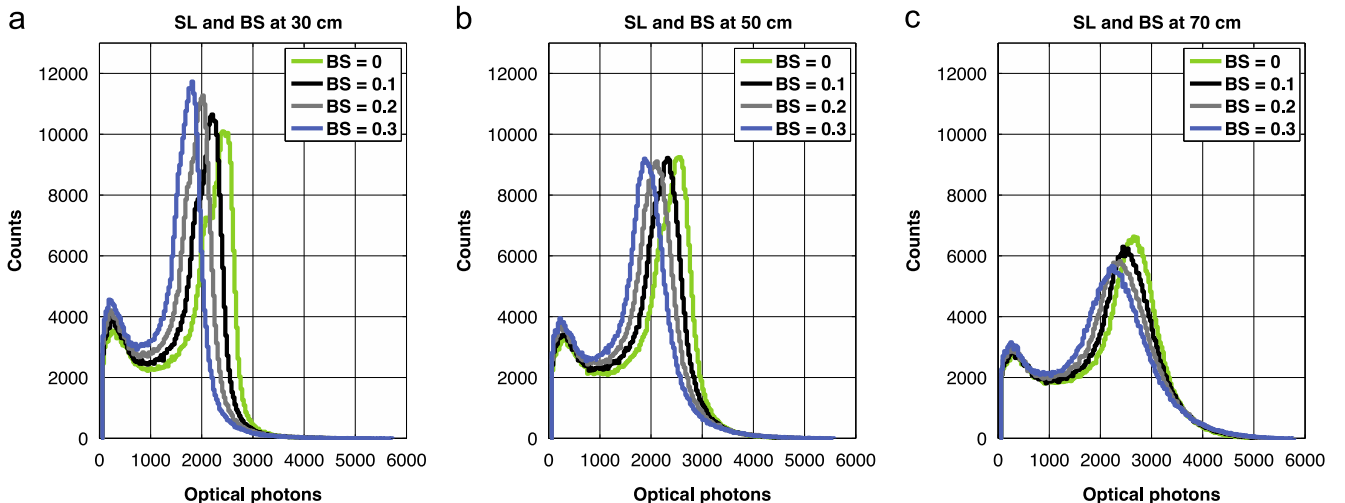 a
SL and BS at 30 cm
BS = 0
BS = 0.1
BS = 0.2
BS = 0.3
12000
10000
8000
6000
4000
2000
0
Counts
0 1000 2000 3000 4000 5000 6000
Optical photons
b
SL and BS at 50 cm
BS = 0
BS = 0.1
BS = 0.2
BS = 0.3
12000
10000
8000
6000
4000
2000
0
Counts
0 1000 2000 3000 4000 5000 6000
Optical photons
c
SL and BS at 70 cm
BS = 0
BS = 0.1
BS = 0.2
BS = 0.3
12000
10000
8000
6000
4000
2000
0
Counts
0 1000 2000 3000 4000 5000 6000
Optical photons